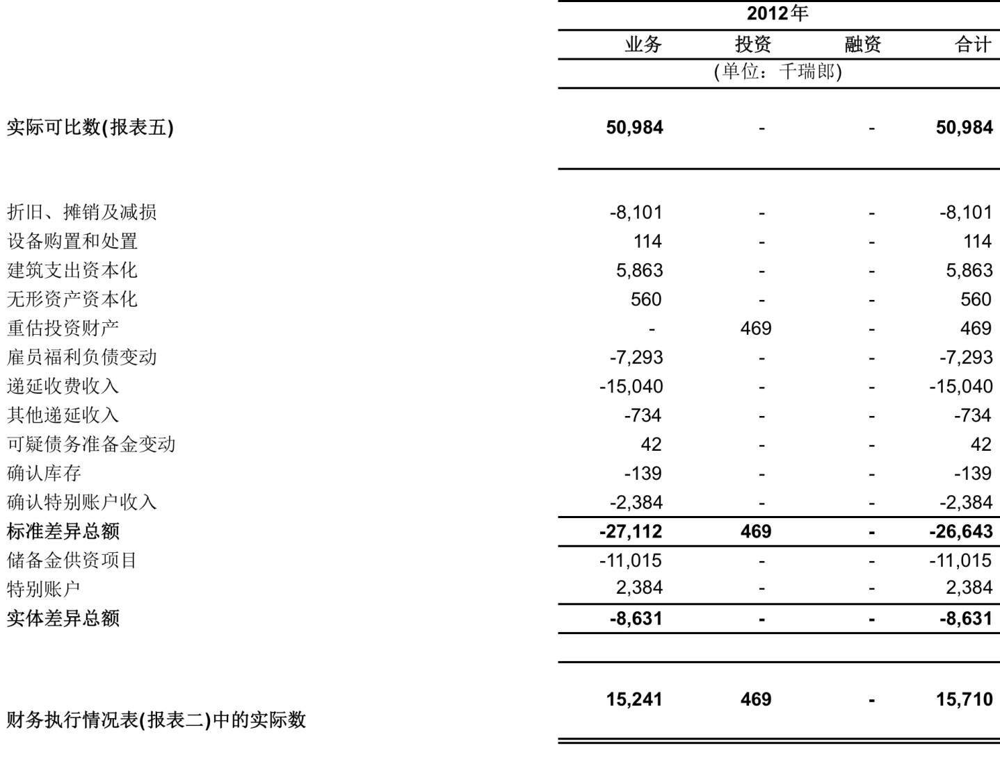 2012年
业务 投资 融资 合计
(单位：千瑞郎)
实际可比数(报表五) 50,984 - - 50,984
折旧、摊销及减损 -8,101 - - -8,101
设备购置和处置 114 - - 114
建筑支出资本化 5,863 - - 5,863
无形资产资本化 560 - - 560
重估投资财产 - 469 - 469
雇员福利负债变动 -7,293 - - -7,293
递延收费收入 -15,040 - - -15,040
其他递延收入 -734 - - -734
可疑债务准备金变动 42 - - 42
确认库存 -139 - - -139
确认特别账户收入 -2,384 - - -2,384
标准差异总额 -27,112 469 - -26,643
储备金供资项目 -11,015 - - -11,015
特别账户 2,384 - - 2,384
实体差异总额 -8,631 - - -8,631
15,241 469 - 15,710
财务执行情况表(报表二)中的实际数